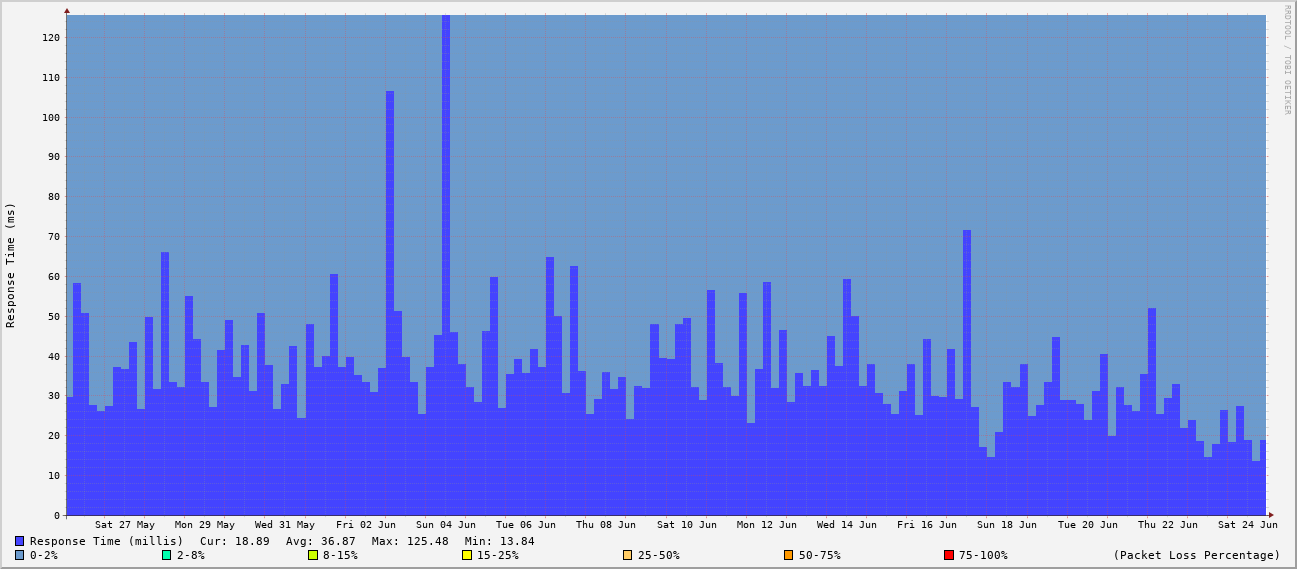 RRDTOOL / TOBI OETIKER
Response Time (ms)
120
110
100
90
80
70
60
50
40
30
20
10
0
Sat 27 May Mon 29 May Wed 31 May Fri 02 Jun Sun 04 Jun Tue 06 Jun Thu 08 Jun Sat 10 Jun Mon 12 Jun Wed 14 Jun Fri 16 Jun Sun 18 Jun Tue 20 Jun Thu 22 Jun Sat 24 Jun
Response Time (millis) Cur: 18.89 Avg: 36.87 Max: 125.48 Min: 13.84
0-2% 2-8% 8-15% 15-25% 25-50% 50-75% 75-100% (Packet Loss Percentage)